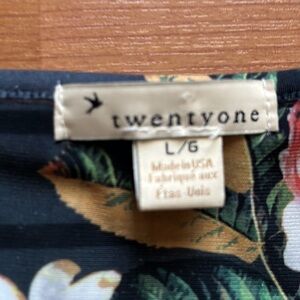 twentyone
L/G
Made in USA
Fabriqué aux
États-Unis